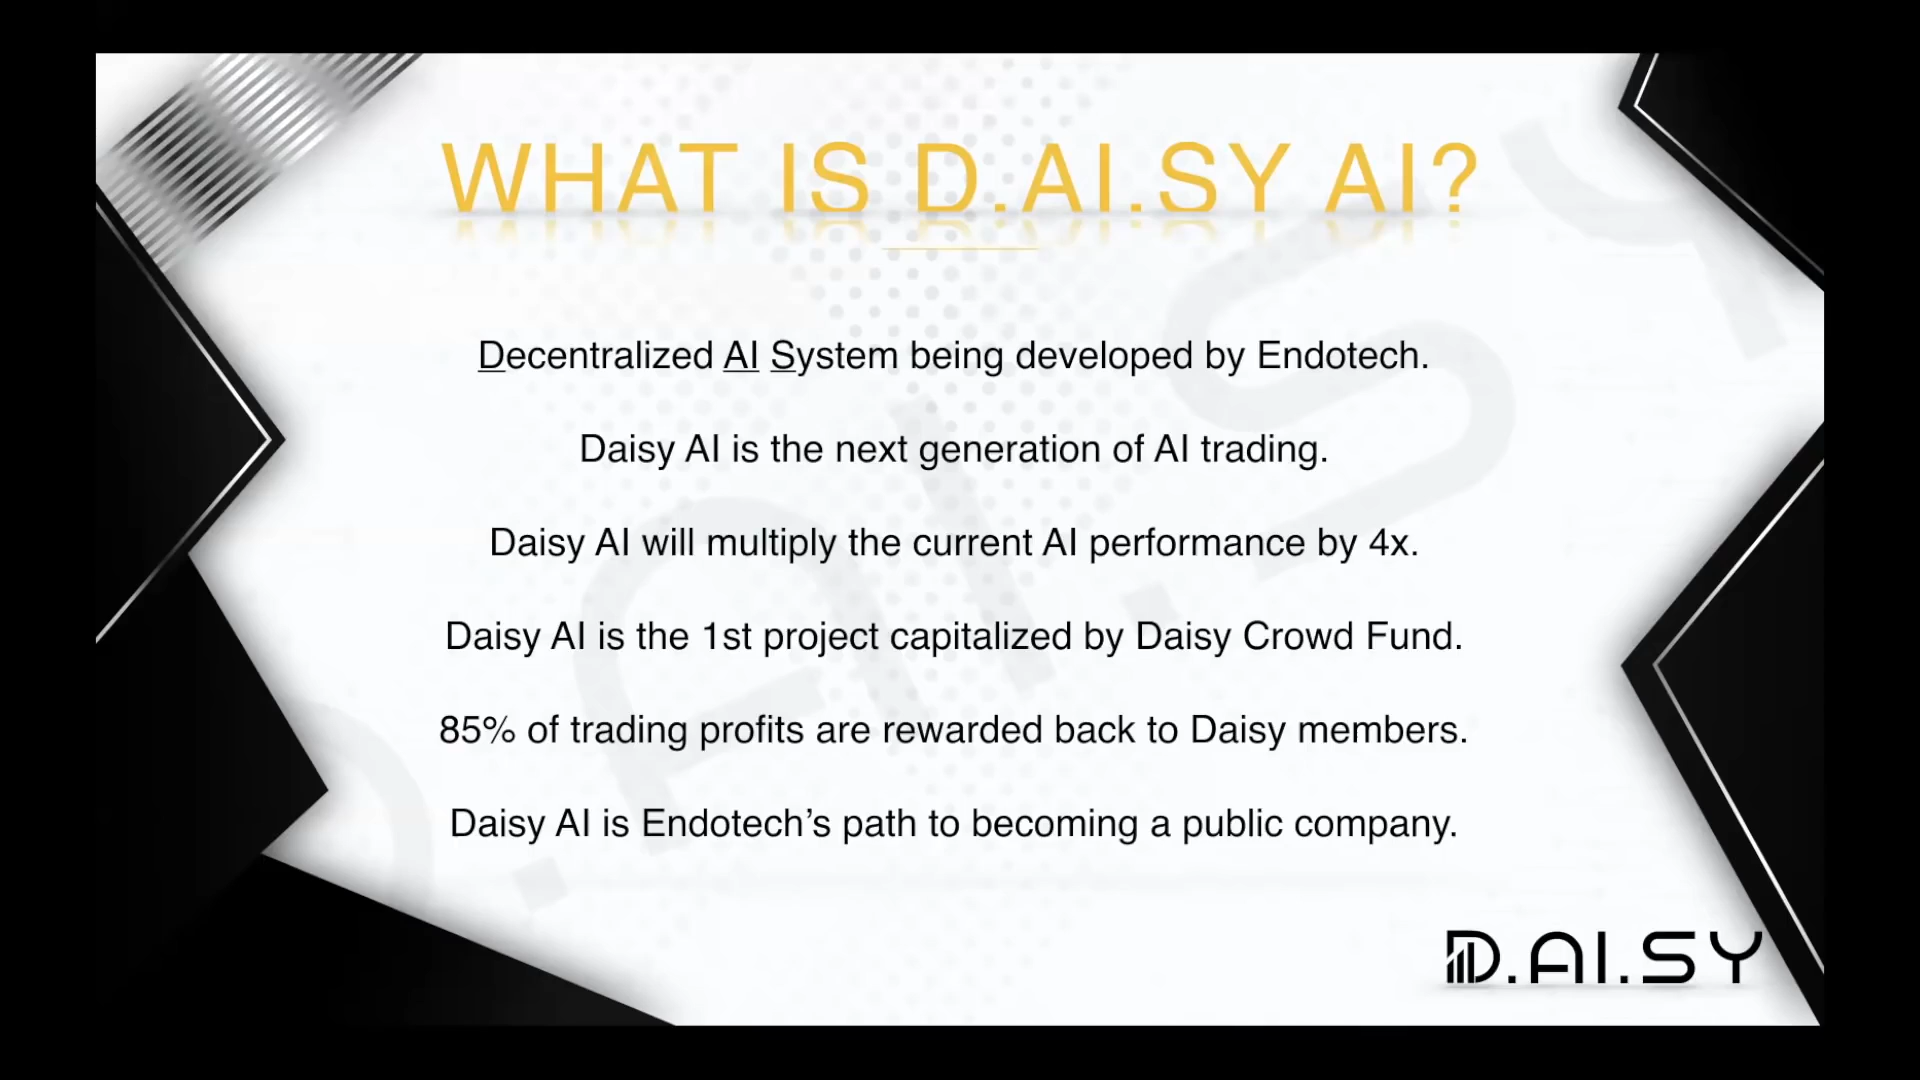 WHAT IS D.AI.SY AI?
Decentralized AI System being developed by Endotech.
Daisy AI is the next generation of AI trading.
Daisy AI will multiply the current AI performance by 4x.
Daisy AI is the 1st project capitalized by Daisy Crowd Fund.
85% of trading profits are rewarded back to Daisy members.
Daisy AI is Endotech’s path to becoming a public company.
D.AI.SY
D.AI.SY